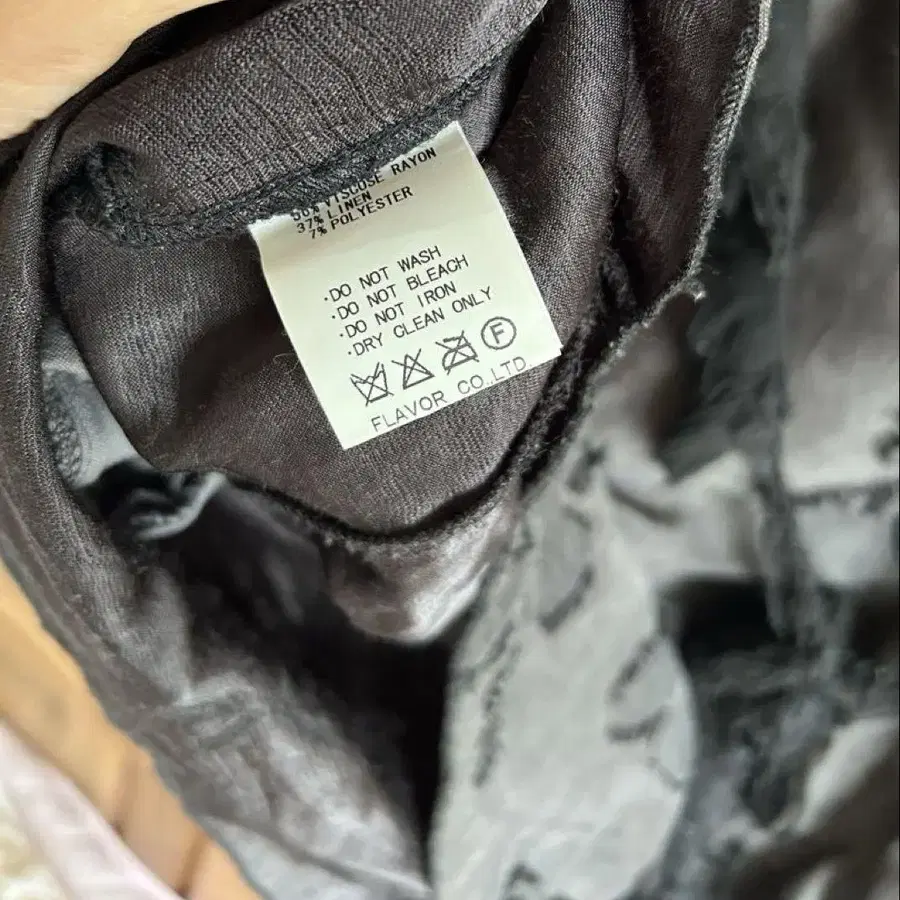 56% VISCOSE RAYON
37% LINEN
7% POLYESTER
·DO NOT WASH
·DO NOT BLEACH
·DO NOT IRON
·DRY CLEAN ONLY
F
FLAVOR CO.,LTD